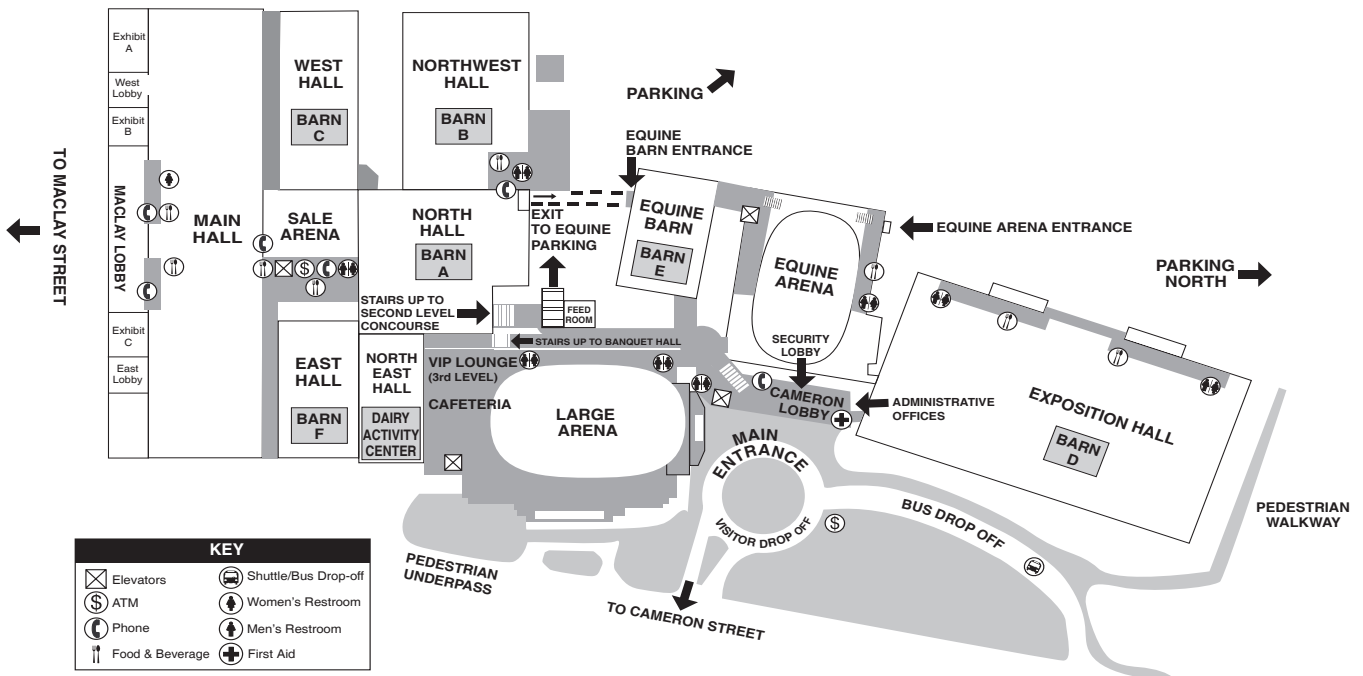 Exhibit
A
West
Lobby
Exhibit
B
MACLAY LOBBY
Exhibit
C
East
Lobby
TO MACLAY STREET
MAIN
HALL
WEST
HALL
BARN
C
NORTHWEST
HALL
BARN
B
SALE
ARENA
NORTH
HALL
BARN
A
EXIT
TO EQUINE
PARKING
PARKING
EQUINE
BARN ENTRANCE
EQUINE
BARN
BARN
E
EQUINE
ARENA
EQUINE ARENA ENTRANCE
PARKING
NORTH
STAIRS UP TO
SECOND LEVEL
CONCOURSE
FEED
ROOM
STAIRS UP TO BANQUET HALL
EAST
HALL
BARN
F
NORTH
EAST
HALL
DAIRY
ACTIVITY
CENTER
VIP LOUNGE
(3rd LEVEL)
CAFETERIA
LARGE
ARENA
SECURITY
LOBBY
CAMERON
LOBBY
ADMINISTRATIVE
OFFICES
EXPOSITION HALL
BARN
D
MAIN
ENTRANCE
VISITOR DROP OFF
$
BUS DROP OFF
PEDESTRIAN
WALKWAY
PEDESTRIAN
UNDERPASS
TO CAMERON STREET
$
KEY
Elevators
$ ATM
Phone
Food & Beverage
Shuttle/Bus Drop-off
Women's Restroom
Men's Restroom
First Aid